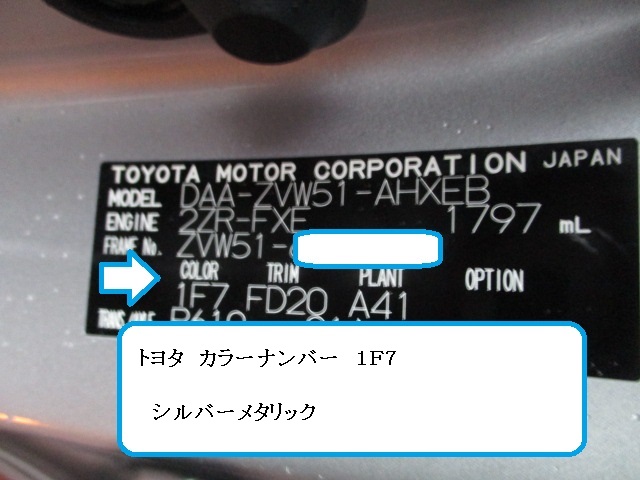 TOYOTA MOTOR CORPORATION JAPAN
MODEL DAA-ZVW51-AHXEB
ENGINE 2ZR-FXE 1797 mL
FRAME No. ZVW51-
COLOR TRIM PLANT OPTION
1F7 FD20 A41
トヨタ カラーナンバー 1F7
シルバーメタリック